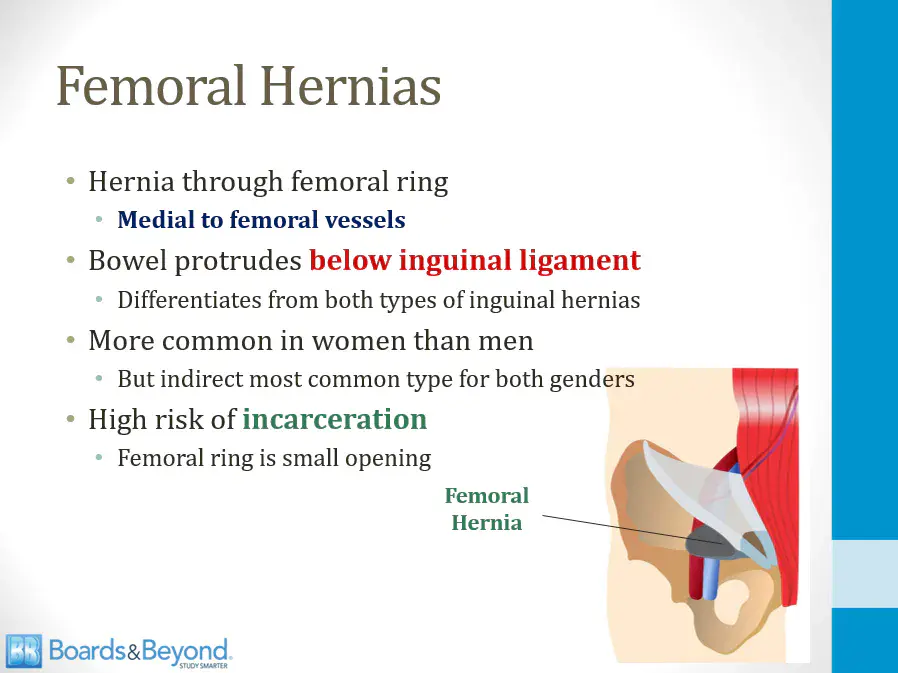 Femoral Hernias
• Hernia through femoral ring
• Medial to femoral vessels
• Bowel protrudes below inguinal ligament
• Differentiates from both types of inguinal hernias
• More common in women than men
• But indirect most common type for both genders
• High risk of incarceration
• Femoral ring is small opening
Femoral
Hernia
BB Boards&Beyond®
STUDY SMARTER